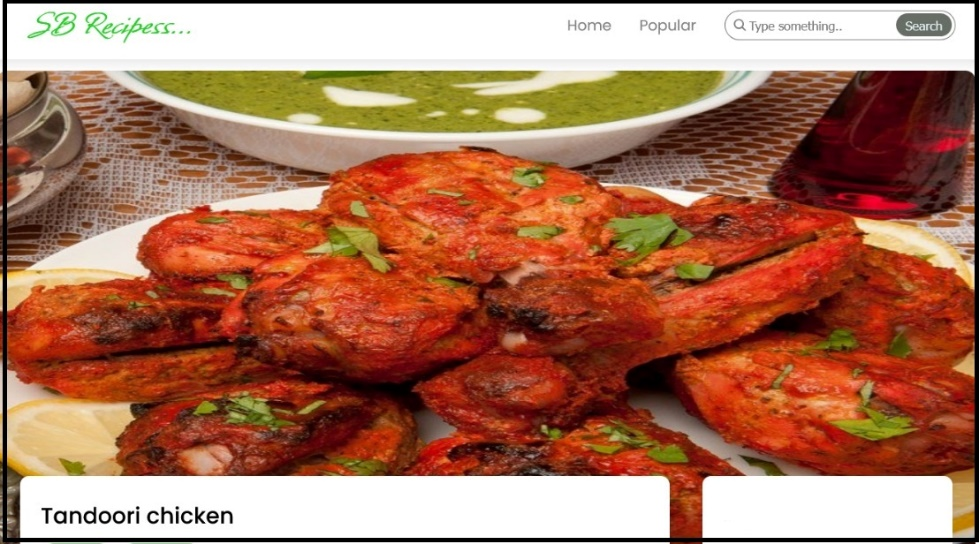 SB Recipess...
Home
Popular
Type something..
Search
Tandoori chicken